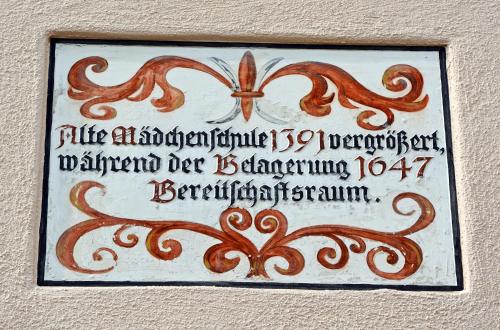 Alte Mädchenschule 1391 vergrößert,
während der Belagerung 1647
Bereitschaftsraum.